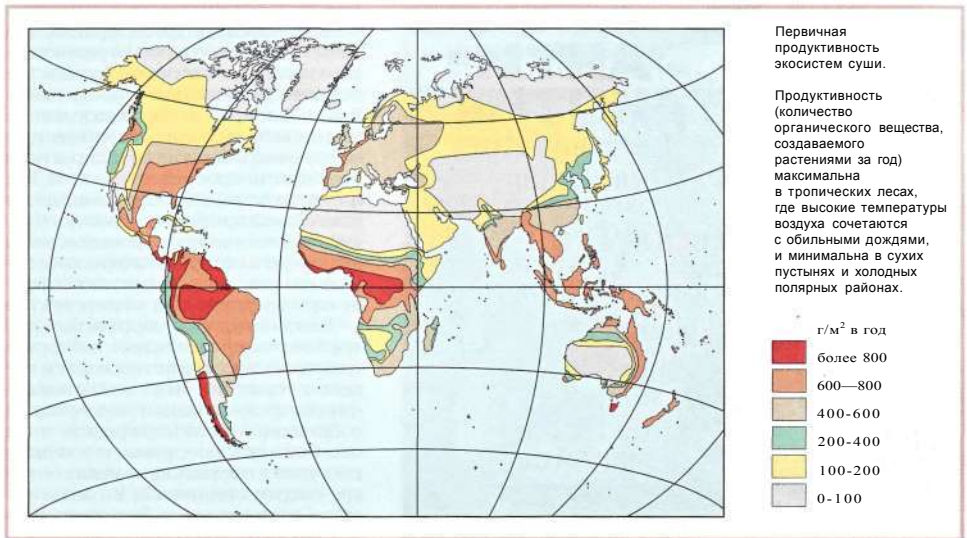 Первичная
продуктивность
экосистем суши.
Продуктивность
(количество
органического вещества,
создаваемого
растениями за год)
максимальна
в тропических лесах,
где высокие температуры
воздуха сочетаются
с обильными дождями,
и минимальна в сухих
пустынях и холодных
полярных районах.
г/м² в год
более 800
600—800
400-600
200-400
100-200
0-100